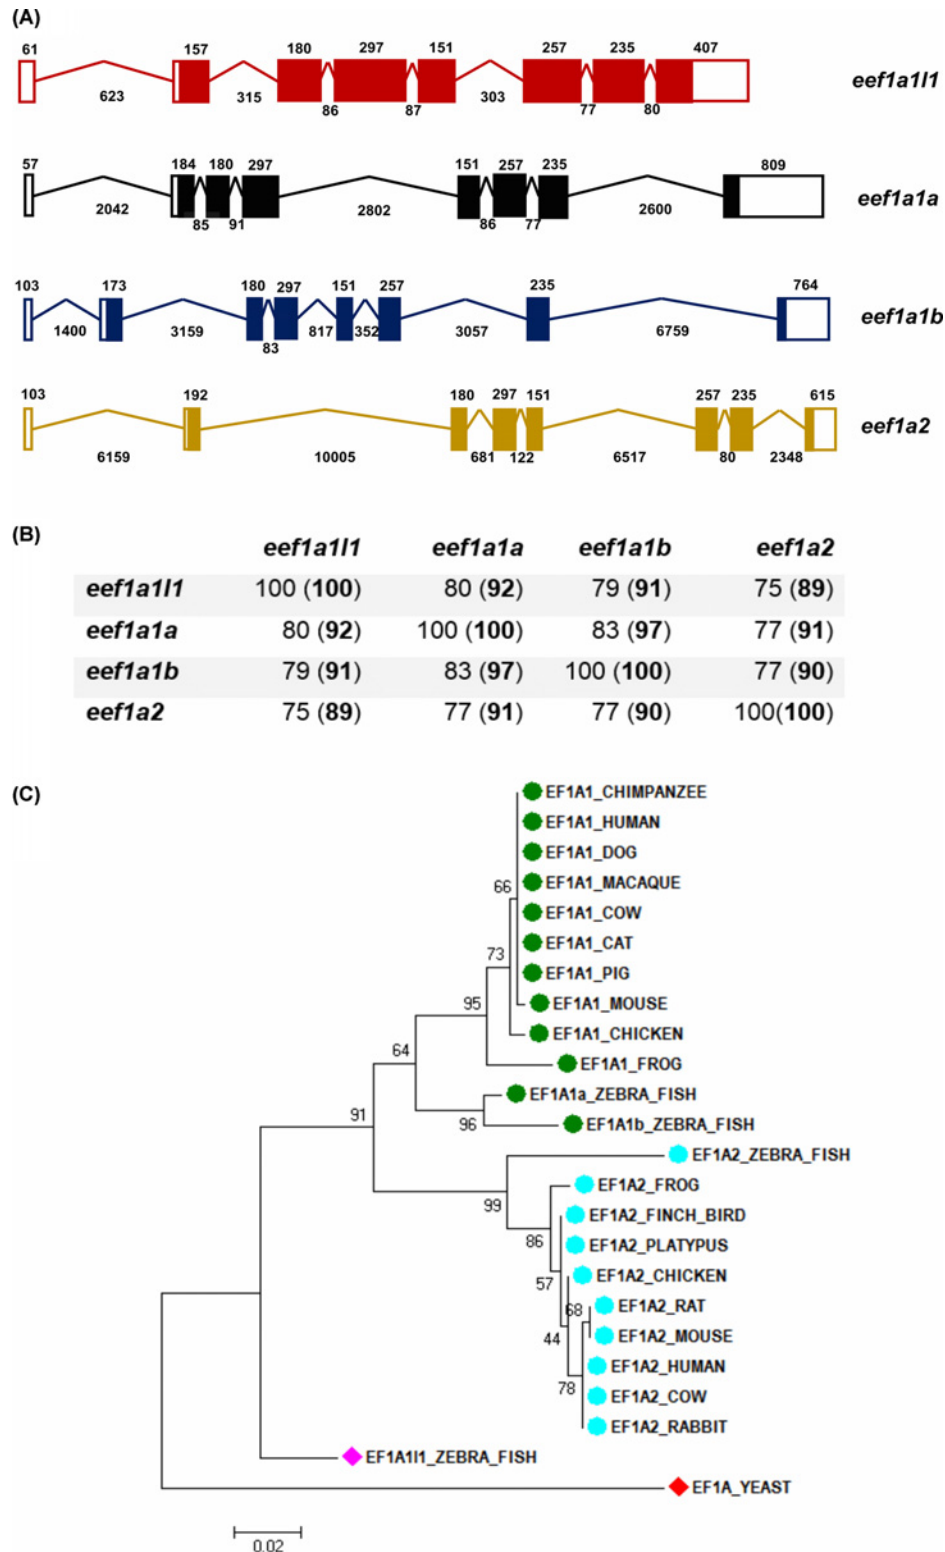 (A)
61 157 180 297 151 257 235 407
eef1a1l1
623 315 86 87 303 77 80
57 184 180 297 151 257 235 809
eef1a1a
2042 85 91 2802 86 77 2600
103 173 180 297 151 257 235 764
eef1a1b
1400 3159 83 817 352 3057 6759
103 192 180 297 151 257 235 615
eef1a2
6159 10005 681 122 6517 80 2348
(B)
eef1a1l1 eef1a1a eef1a1b eef1a2
eef1a1l1 100 (100) 80 (92) 79 (91) 75 (89)
eef1a1a 80 (92) 100 (100) 83 (97) 77 (91)
eef1a1b 79 (91) 83 (97) 100 (100) 77 (90)
eef1a2 75 (89) 77 (91) 77 (90) 100(100)
(C)
EF1A1_CHIMPANZEE
EF1A1_HUMAN
EF1A1_DOG
66 EF1A1_MACAQUE
EF1A1_COW
EF1A1_CAT
73 EF1A1_PIG
95 EF1A1_MOUSE
EF1A1_CHICKEN
64 EF1A1_FROG
EF1A1a_ZEBRA_FISH
91 96 EF1A1b_ZEBRA_FISH
EF1A2_ZEBRA_FISH
EF1A2_FROG
99 EF1A2_FINCH_BIRD
86 EF1A2_PLATYPUS
57 EF1A2_CHICKEN
68 EF1A2_RAT
44 EF1A2_MOUSE
EF1A2_HUMAN
78 EF1A2_COW
EF1A2_RABBIT
EF1A1l1_ZEBRA_FISH
EF1A_YEAST
0.02